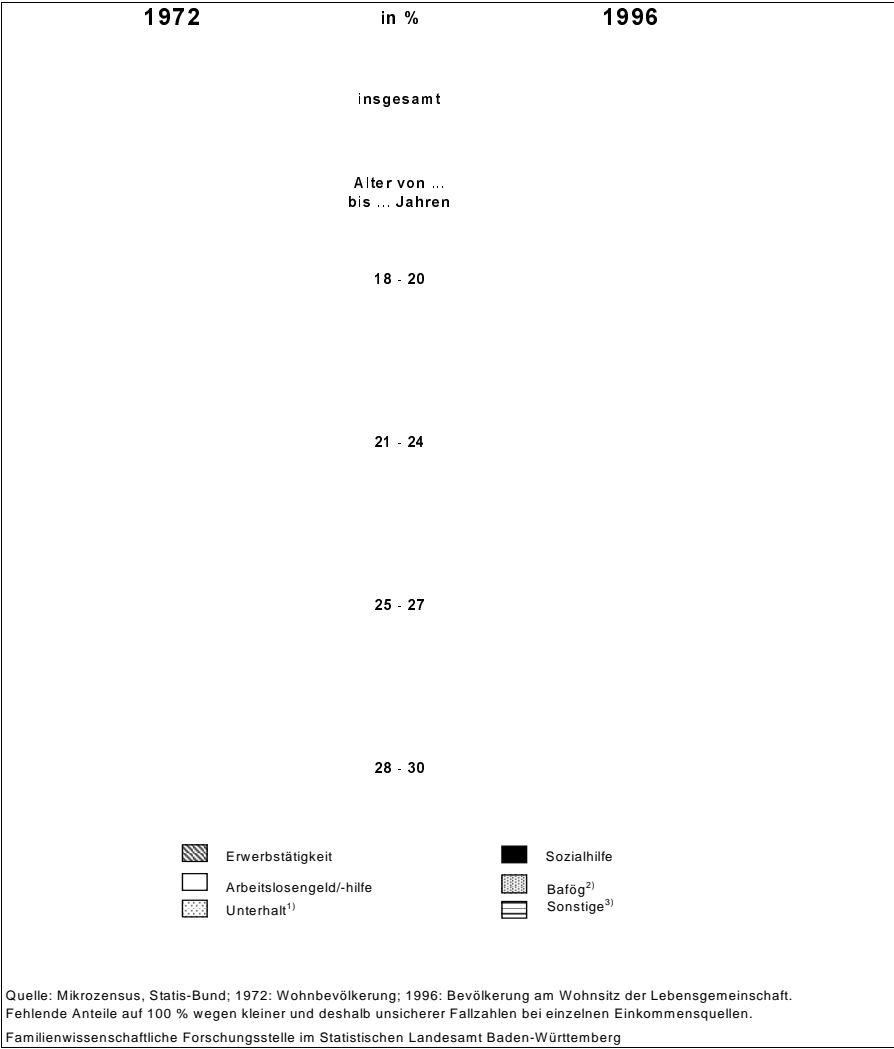 1972 in % 1996
insgesamt
Alter von ...
bis ... Jahren
18 - 20
21 - 24
25 - 27
28 - 30
Erwerbstätigkeit Sozialhilfe
Arbeitslosengeld/-hilfe Bafög2)
Unterhalt1) Sonstige3)
Quelle: Mikrozensus, Statis-Bund; 1972: Wohnbevölkerung; 1996: Bevölkerung am Wohnsitz der Lebensgemeinschaft.
Fehlende Anteile auf 100 % wegen kleiner und deshalb unsicherer Fallzahlen bei einzelnen Einkommensquellen.
Familienwissenschaftliche Forschungsstelle im Statistischen Landesamt Baden-Württemberg